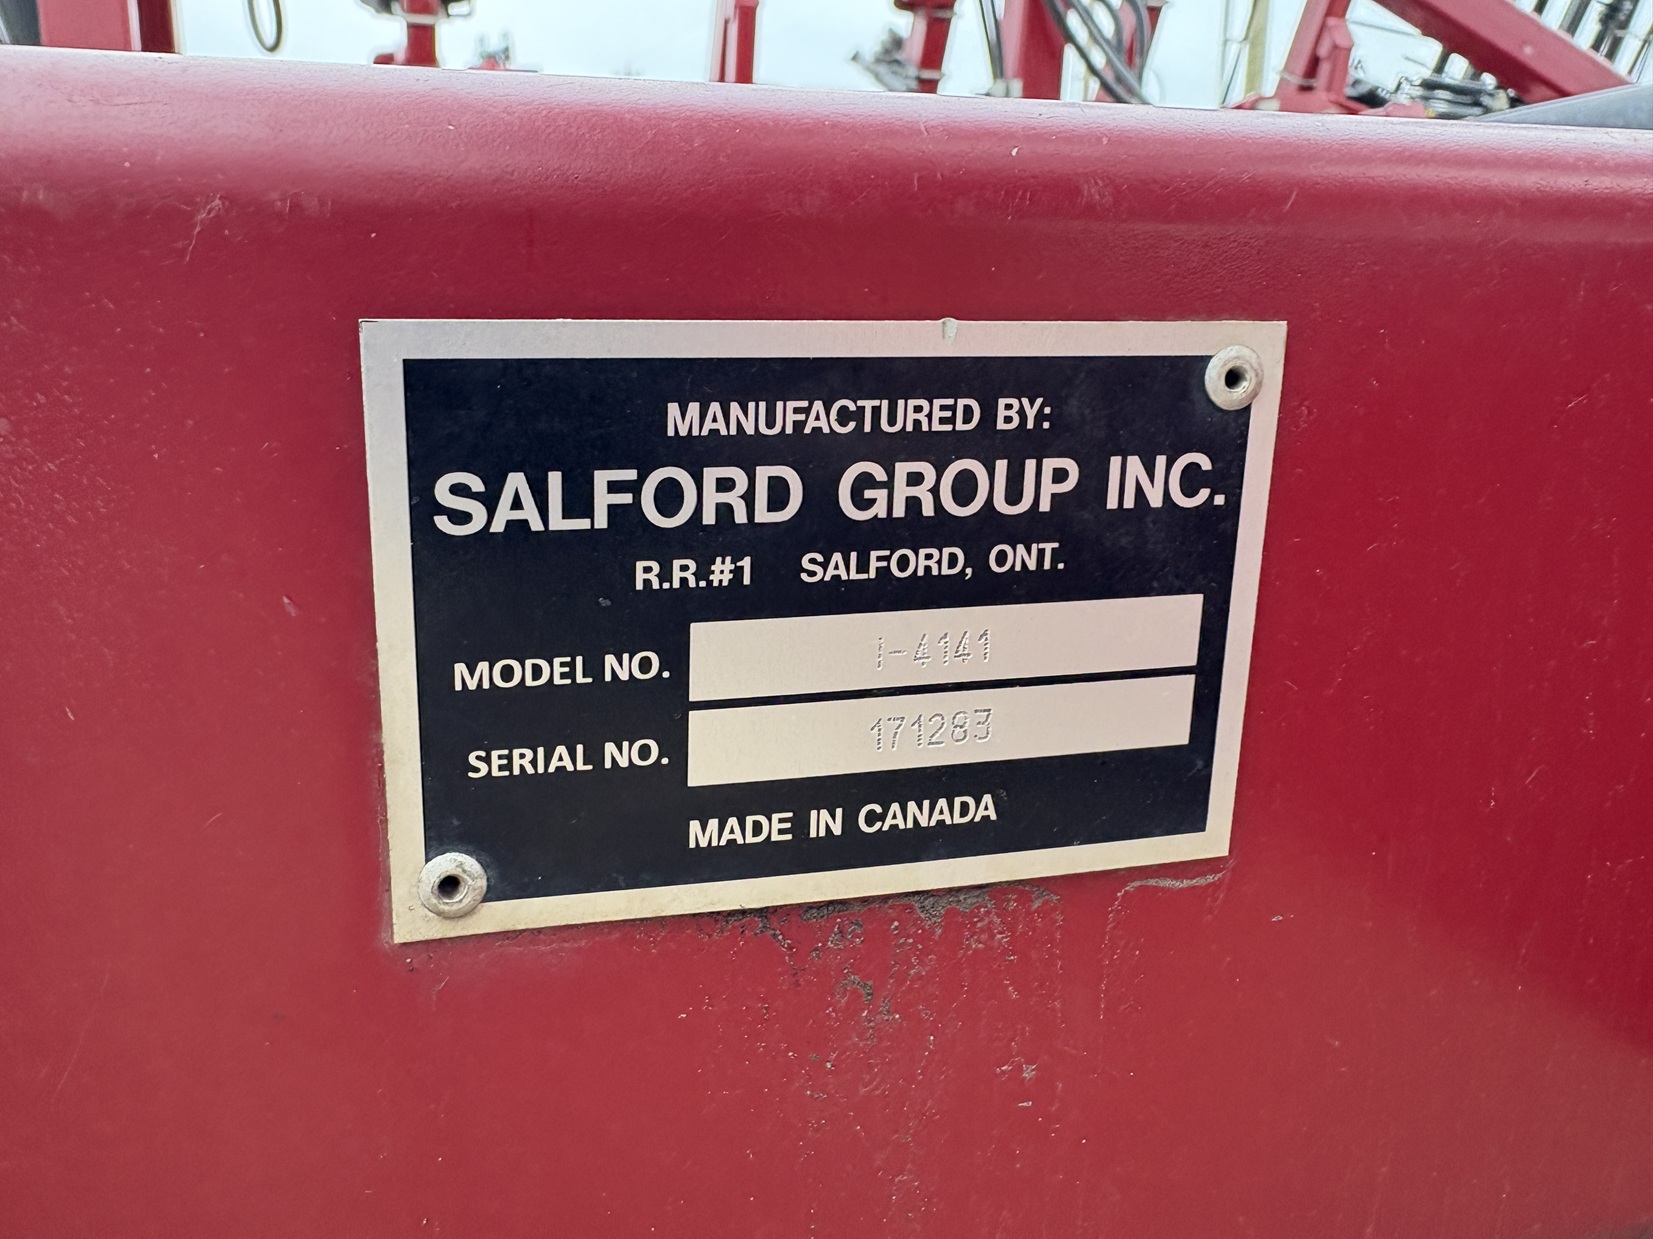 MANUFACTURED BY:
SALFORD GROUP INC.
R.R.#1 SALFORD, ONT.
MODEL NO. i-4141
SERIAL NO. 171283
MADE IN CANADA